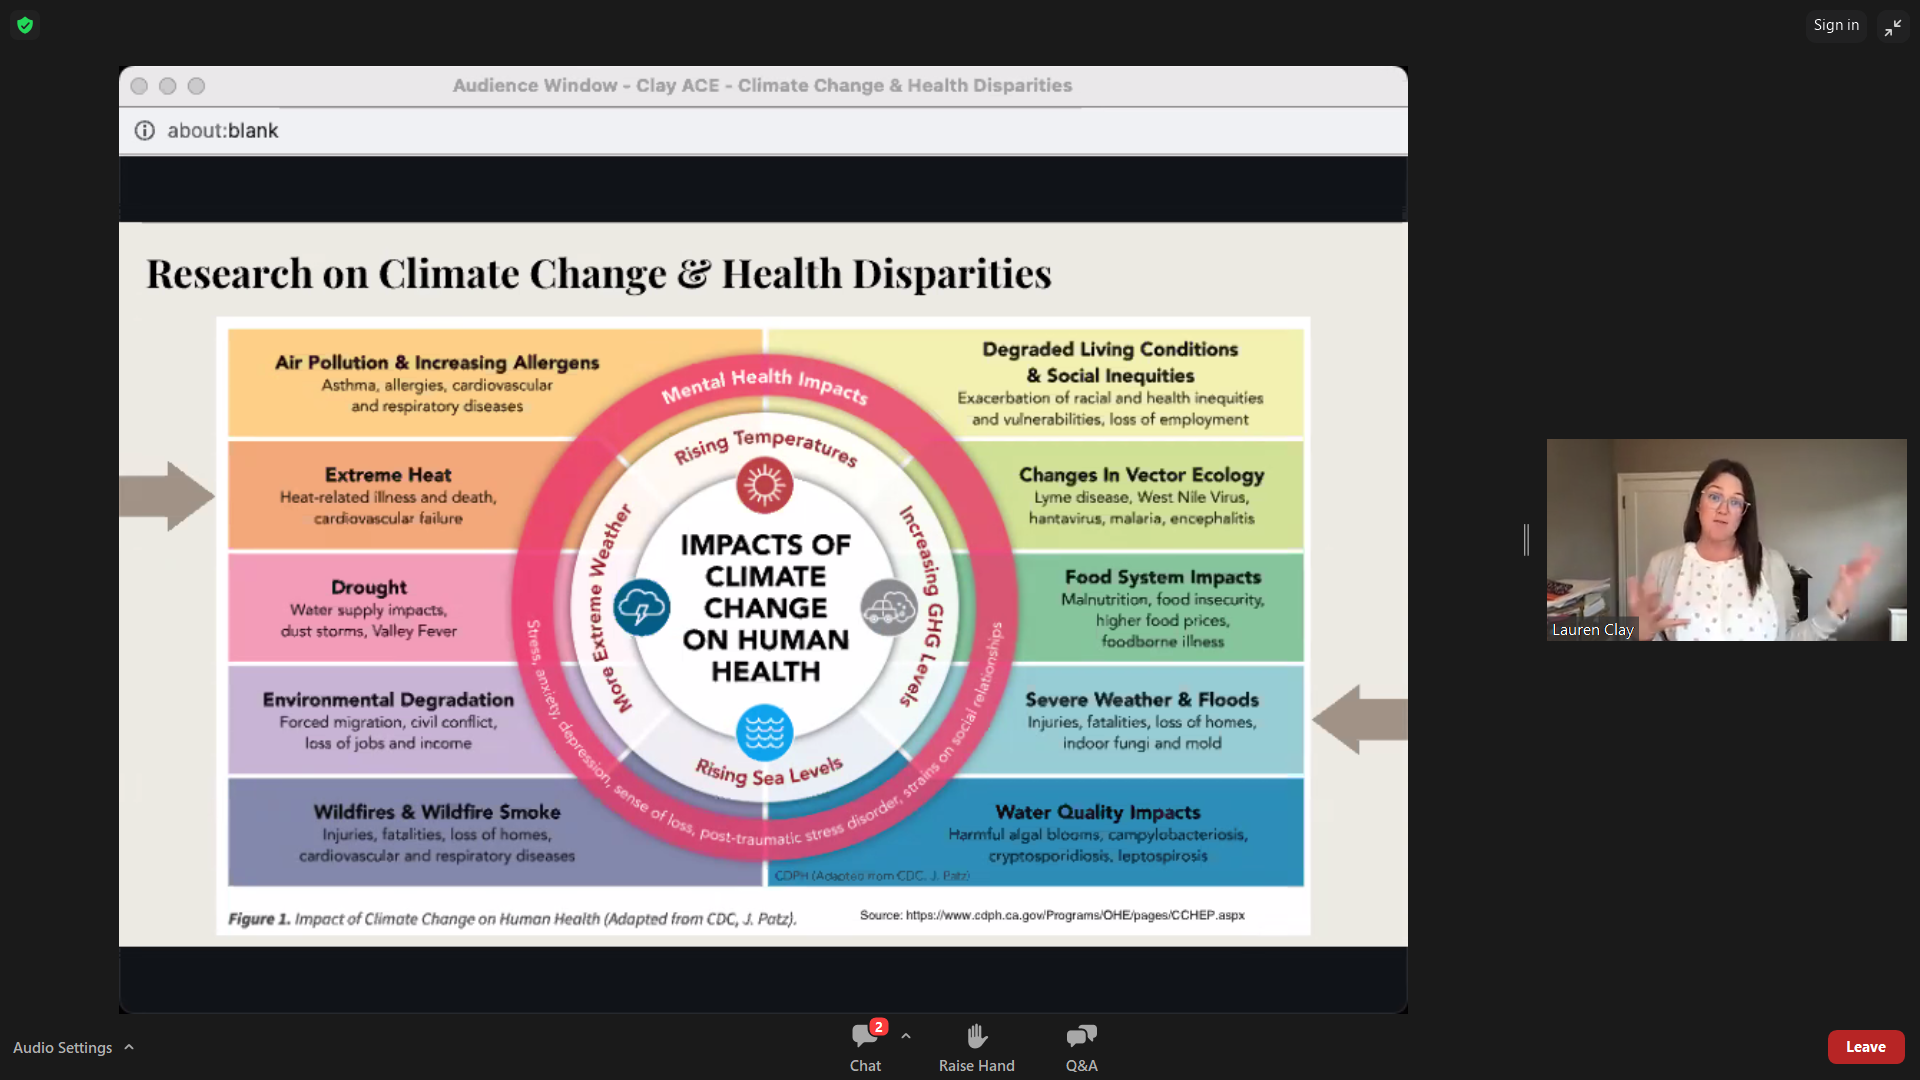 Sign in
Audience Window - Clay ACE - Climate Change & Health Disparities
about:blank
Research on Climate Change & Health Disparities
Air Pollution & Increasing Allergens
Asthma, allergies, cardiovascular
and respiratory diseases
Extreme Heat
Heat-related illness and death,
cardiovascular failure
Drought
Water supply impacts,
dust storms, Valley Fever
Environmental Degradation
Forced migration, civil conflict,
loss of jobs and income
Wildfires & Wildfire Smoke
Injuries, fatalities, loss of homes,
cardiovascular and respiratory diseases
Mental Health Impacts
Rising Temperatures
More Extreme Weather
Increasing GHG Levels
Rising Sea Levels
IMPACTS OF
CLIMATE
CHANGE
ON HUMAN
HEALTH
Stress, anxiety, depression, sense of loss, post-traumatic stress disorder, strains on social relationships
Degraded Living Conditions
& Social Inequities
Exacerbation of racial and health inequities
and vulnerabilities, loss of employment
Changes In Vector Ecology
Lyme disease, West Nile Virus,
hantavirus, malaria, encephalitis
Food System Impacts
Malnutrition, food insecurity,
higher food prices,
foodborne illness
Severe Weather & Floods
Injuries, fatalities, loss of homes,
indoor fungi and mold
Water Quality Impacts
Harmful algal blooms, campylobacteriosis,
cryptosporidiosis, leptospirosis
CDPH (Adapted from CDC, J. Patz)
Figure 1. Impact of Climate Change on Human Health (Adapted from CDC, J. Patz).
Source: https://www.cdph.ca.gov/Programs/OHE/pages/CCHEP.aspx
Lauren Clay
Audio Settings
2
Chat
Raise Hand
Q&A
Leave